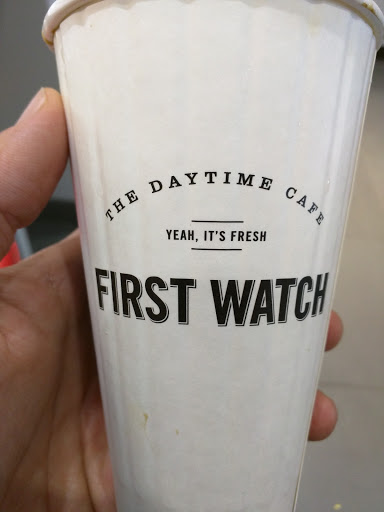 THE DAYTIME CAFE
YEAH, IT'S FRESH
FIRST WATCH